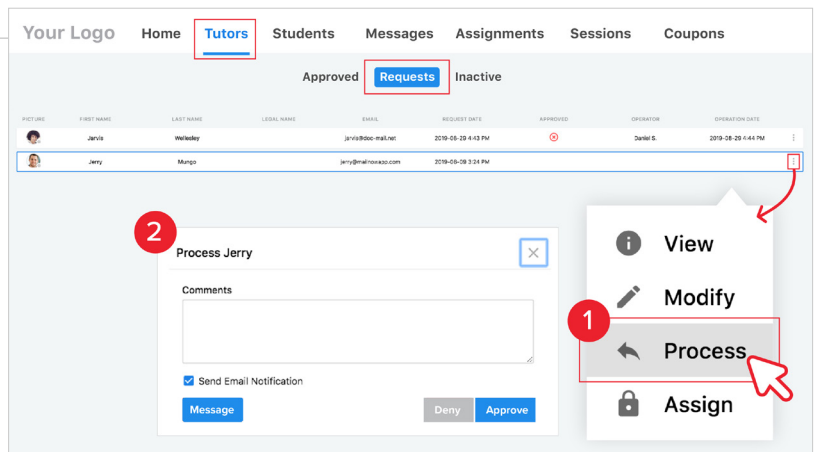 Your Logo Home Tutors Students Messages Assignments Sessions Coupons
Approved Requests Inactive
PICTURE FIRST NAME LAST NAME LEGAL NAME EMAIL REQUEST DATE APPROVED OPERATOR OPERATION DATE
Jarvis Wellesley jarvis@doc-mail.net 2019-08-29 4:43 PM Daniel S. 2019-08-29 4:44 PM
Jerry Mungo jerry@mailnoxapp.com 2019-08-09 3:24 PM
2
Process Jerry
Comments
Send Email Notification
Message Deny Approve
View
Modify
1
Process
Assign